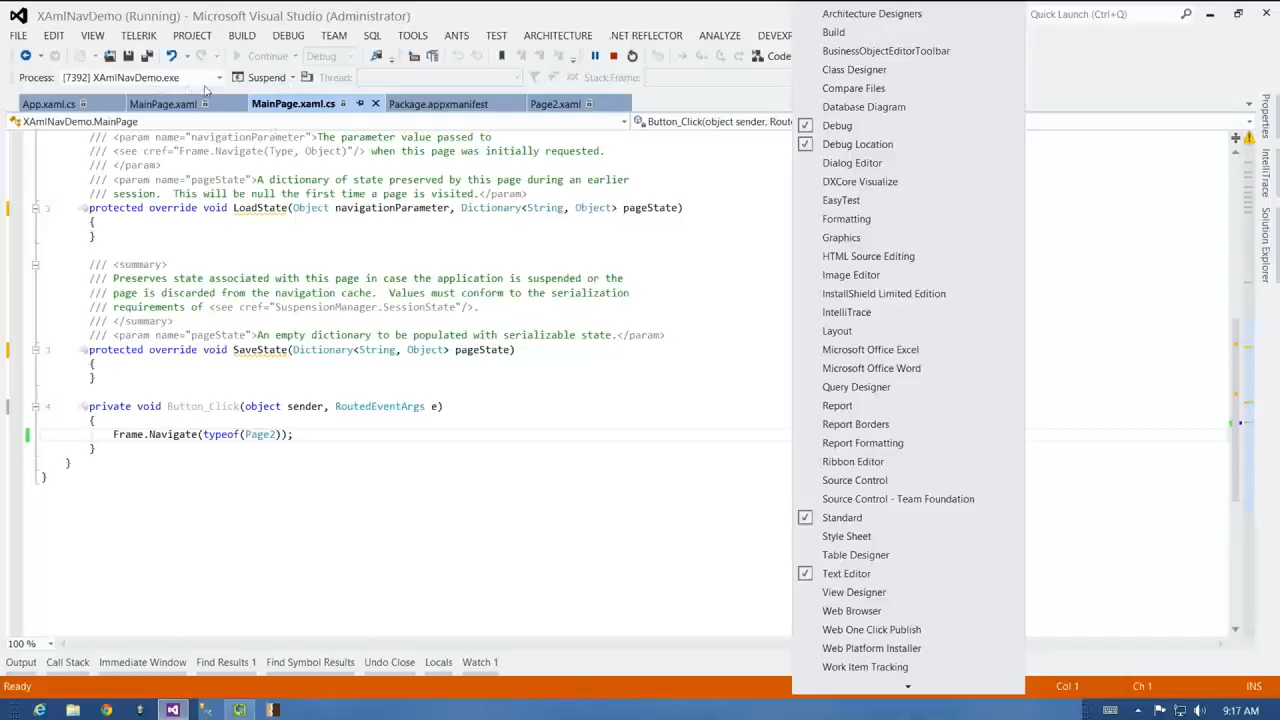 XAmlNavDemo (Running) - Microsoft Visual Studio (Administrator)
Quick Launch (Ctrl+Q)
FILE EDIT VIEW TELERIK PROJECT BUILD DEBUG TEAM SQL TOOLS ANTS TEST ARCHITECTURE .NET REFLECTOR ANALYZE DEVEXP
Continue Debug Code
Process: [7392] XAmlNavDemo.exe Suspend Thread: Stack Frame:
App.xaml.cs MainPage.xaml MainPage.xaml.cs Package.appxmanifest Page2.xaml
XAmlNavDemo.MainPage Button_Click(object sender, Rout
/// <param name="navigationParameter">The parameter value passed to
/// <see cref="Frame.Navigate(Type, Object)"/> when this page was initially requested.
/// </param>
/// <param name="pageState">A dictionary of state preserved by this page during an earlier
/// session.  This will be null the first time a page is visited.</param>
protected override void LoadState(Object navigationParameter, Dictionary<String, Object> pageState)
{
}
/// <summary>
/// Preserves state associated with this page in case the application is suspended or the
/// page is discarded from the navigation cache.  Values must conform to the serialization
/// requirements of <see cref="SuspensionManager.SessionState"/>.
/// </summary>
/// <param name="pageState">An empty dictionary to be populated with serializable state.</param>
protected override void SaveState(Dictionary<String, Object> pageState)
{
}
private void Button_Click(object sender, RoutedEventArgs e)
{
Frame.Navigate(typeof(Page2));
}
}
}
100 %
Output Call Stack Immediate Window Find Results 1 Find Symbol Results Undo Close Locals Watch 1
Ready Col 1 Ch 1 INS
Architecture Designers
Build
BusinessObjectEditorToolbar
Class Designer
Compare Files
Database Diagram
Debug
Debug Location
Dialog Editor
DXCore Visualize
EasyTest
Formatting
Graphics
HTML Source Editing
Image Editor
InstallShield Limited Edition
IntelliTrace
Layout
Microsoft Office Excel
Microsoft Office Word
Query Designer
Report
Report Borders
Report Formatting
Ribbon Editor
Source Control
Source Control - Team Foundation
Standard
Style Sheet
Table Designer
Text Editor
View Designer
Web Browser
Web One Click Publish
Web Platform Installer
Work Item Tracking
Properties
IntelliTrace
Solution Explorer
9:17 AM